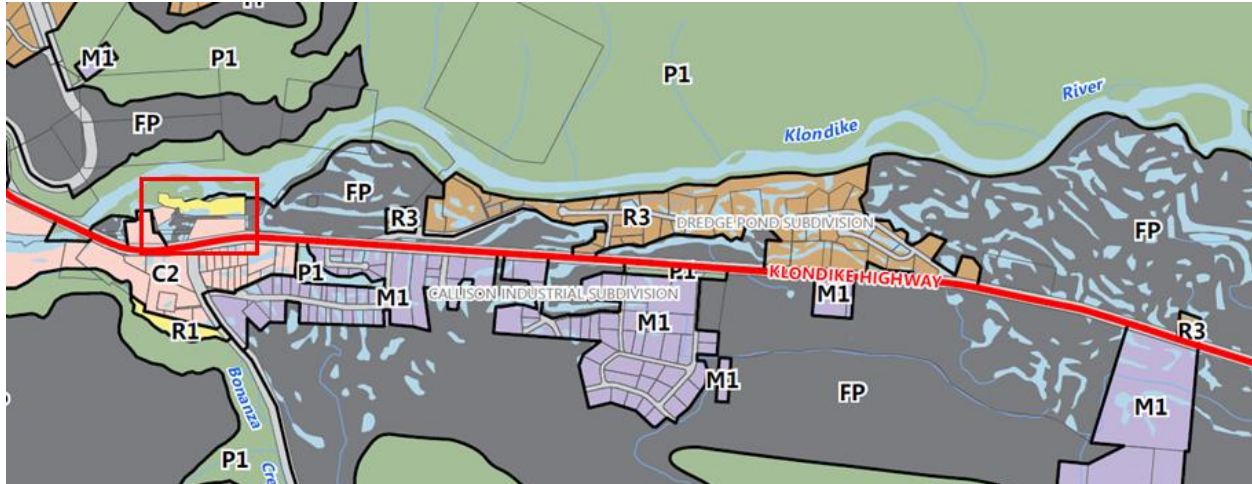 M1
P1
FP
P1
River
Klondike
FP
R3
R3
DREDGE POND SUBDIVISION
FP
C2
P1
P1
KLONDIKE HIGHWAY
M1
CALLISON INDUSTRIAL SUBDIVISION
M1
M1
R1
R3
M1
FP
M1
Bonanza
P1
Cre